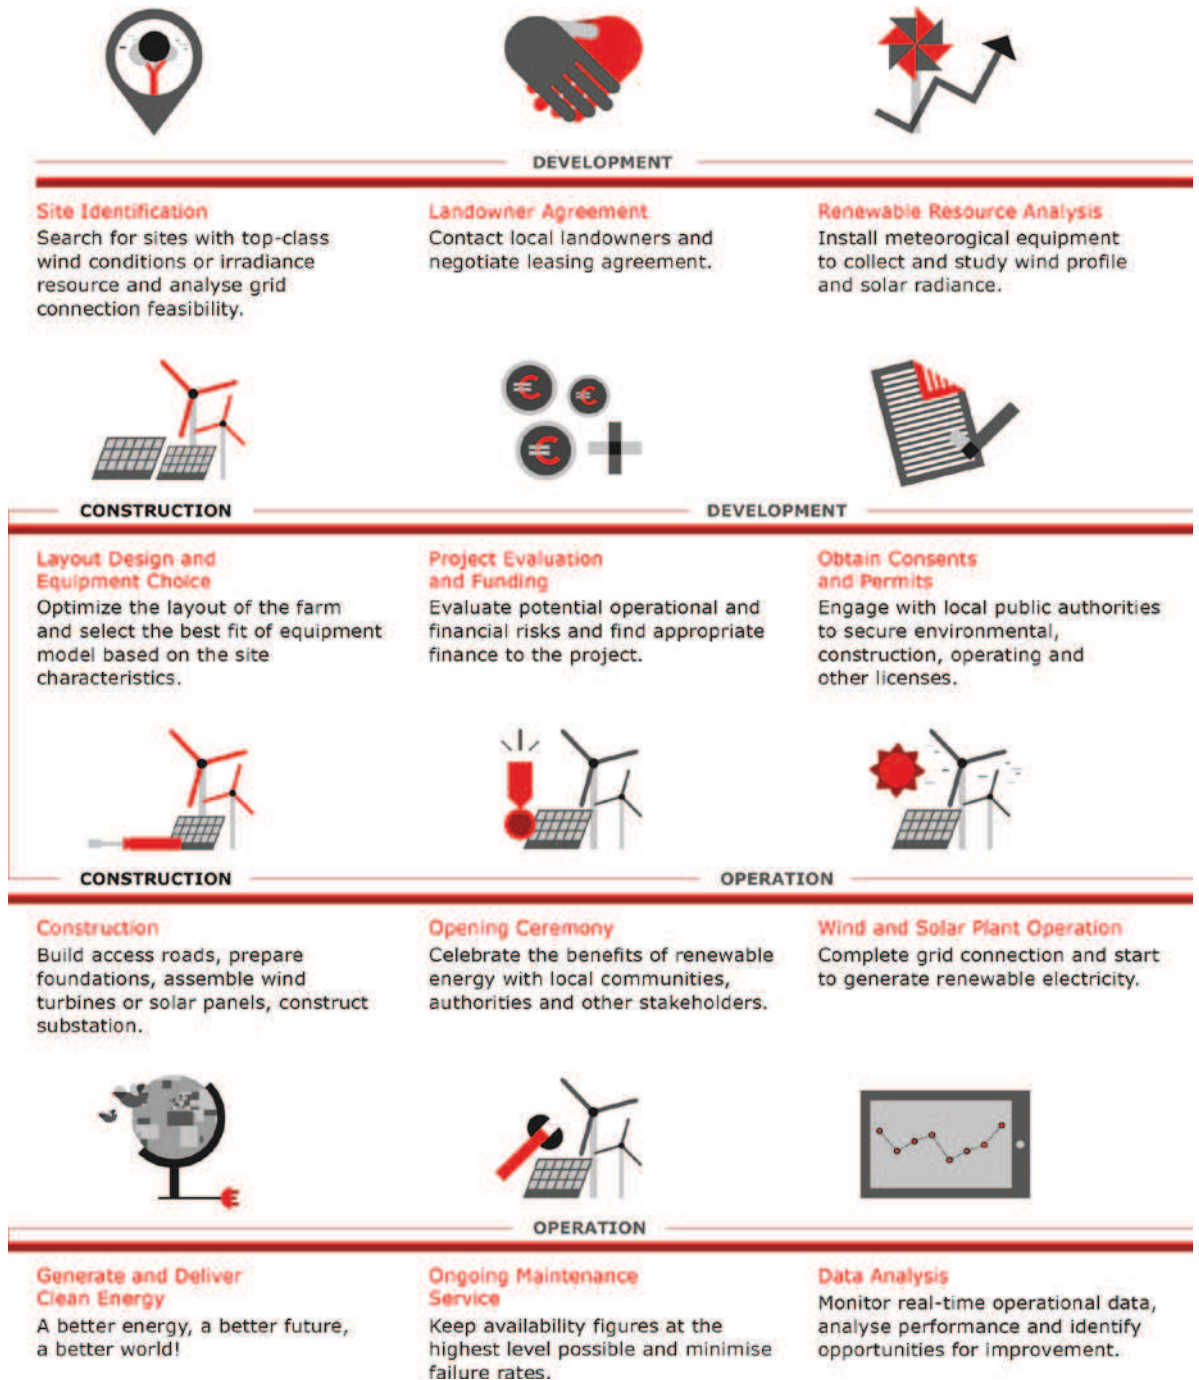 DEVELOPMENT
Site Identification
Search for sites with top-class
wind conditions or irradiance
resource and analyse grid
connection feasibility.
Landowner Agreement
Contact local landowners and
negotiate leasing agreement.
Renewable Resource Analysis
Install meteorogical equipment
to collect and study wind profile
and solar radiance.
CONSTRUCTION
DEVELOPMENT
Layout Design and
Equipment Choice
Optimize the layout of the farm
and select the best fit of equipment
model based on the site
characteristics.
Project Evaluation
and Funding
Evaluate potential operational and
financial risks and find appropriate
finance to the project.
Obtain Consents
and Permits
Engage with local public authorities
to secure environmental,
construction, operating and
other licenses.
CONSTRUCTION
OPERATION
Construction
Build access roads, prepare
foundations, assemble wind
turbines or solar panels, construct
substation.
Opening Ceremony
Celebrate the benefits of renewable
energy with local communities,
authorities and other stakeholders.
Wind and Solar Plant Operation
Complete grid connection and start
to generate renewable electricity.
OPERATION
Generate and Deliver
Clean Energy
A better energy, a better future,
a better world!
Ongoing Maintenance
Service
Keep availability figures at the
highest level possible and minimise
failure rates.
Data Analysis
Monitor real-time operational data,
analyse performance and identify
opportunities for improvement.